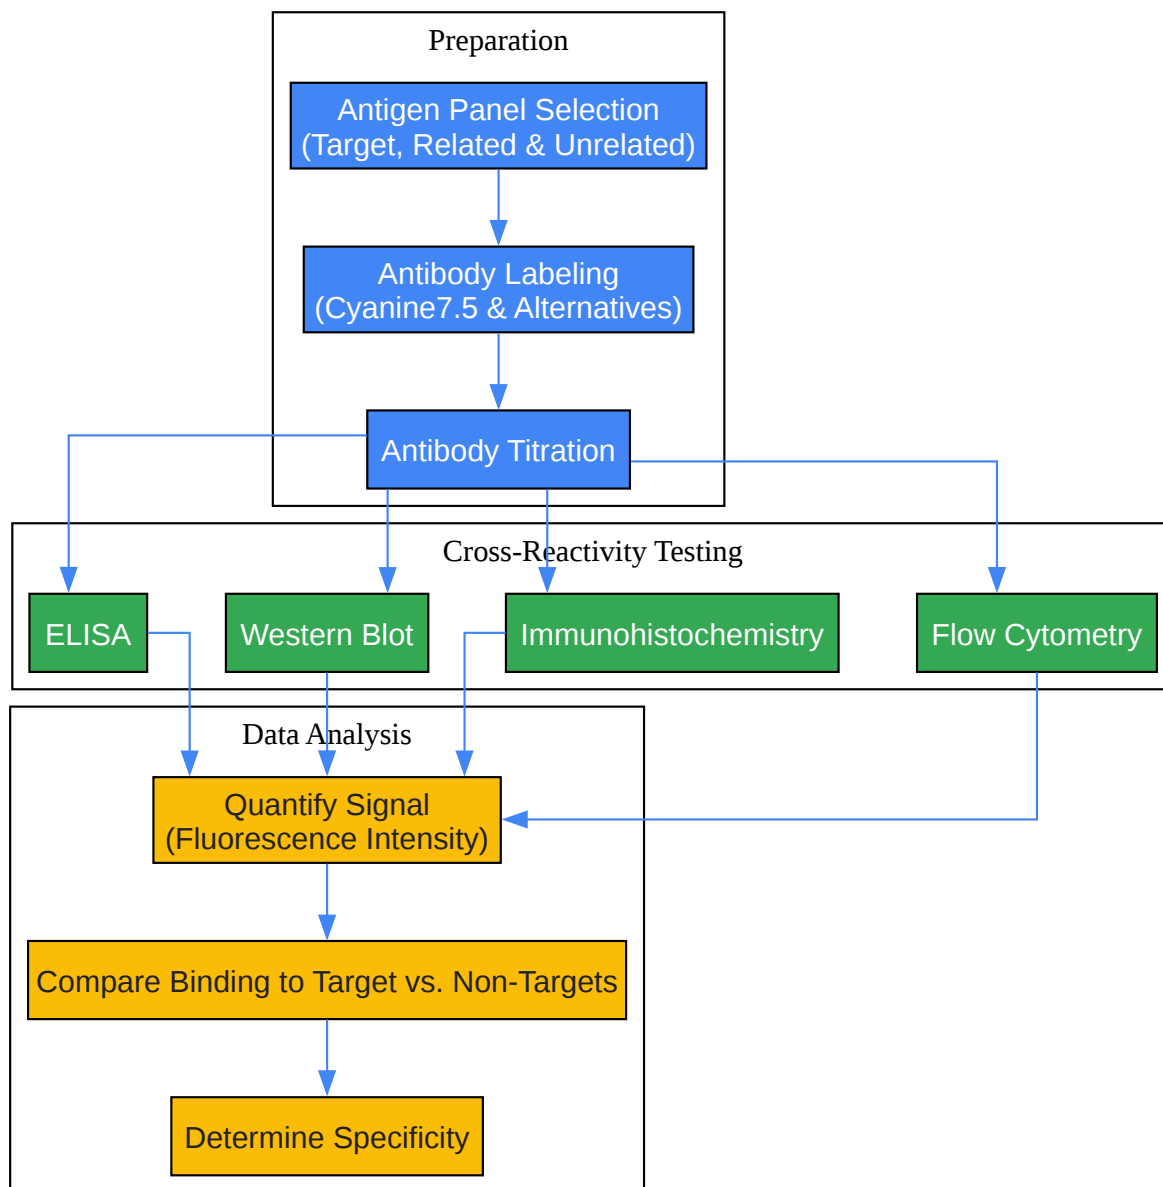 Preparation
Antigen Panel Selection
(Target, Related & Unrelated)
Antibody Labeling
(Cyanine7.5 & Alternatives)
Antibody Titration
Cross-Reactivity Testing
ELISA
Western Blot
Immunohistochemistry
Flow Cytometry
Data Analysis
Quantify Signal
(Fluorescence Intensity)
Compare Binding to Target vs. Non-Targets
Determine Specificity